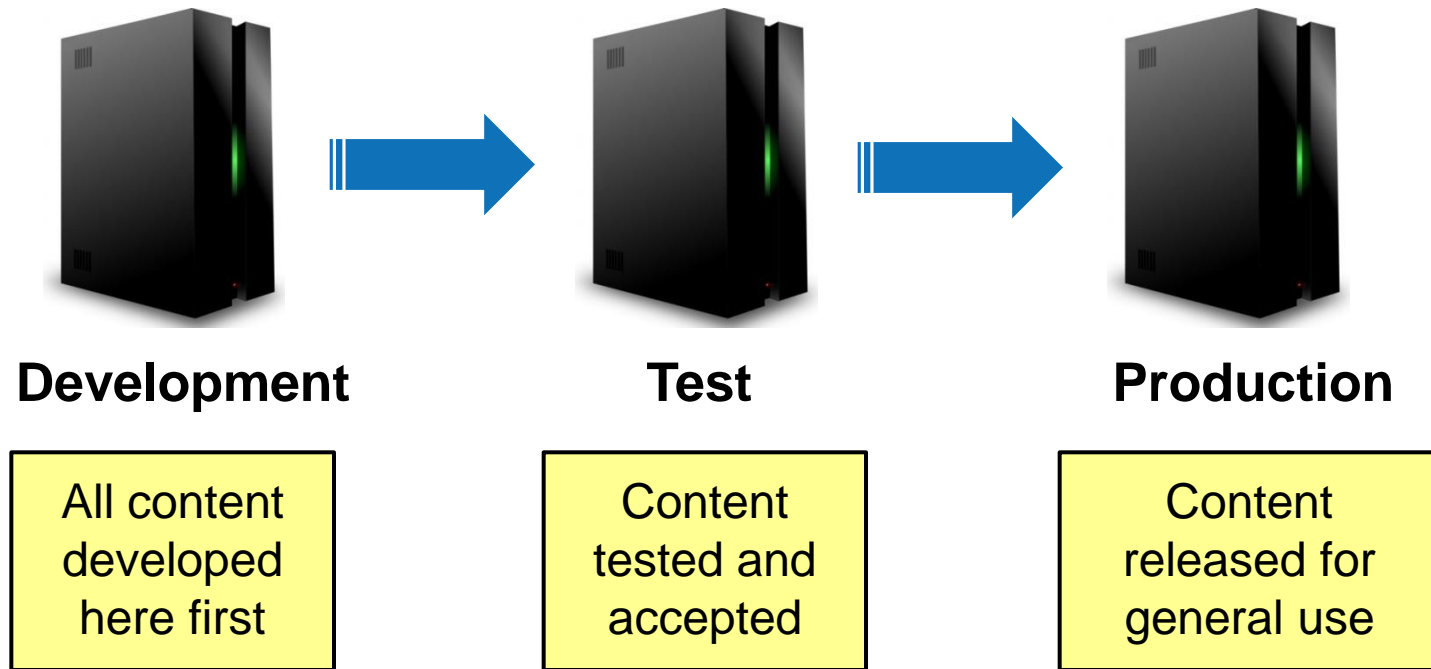 Development
Test
Production
All content
developed
here first
Content
tested and
accepted
Content
released for
general use